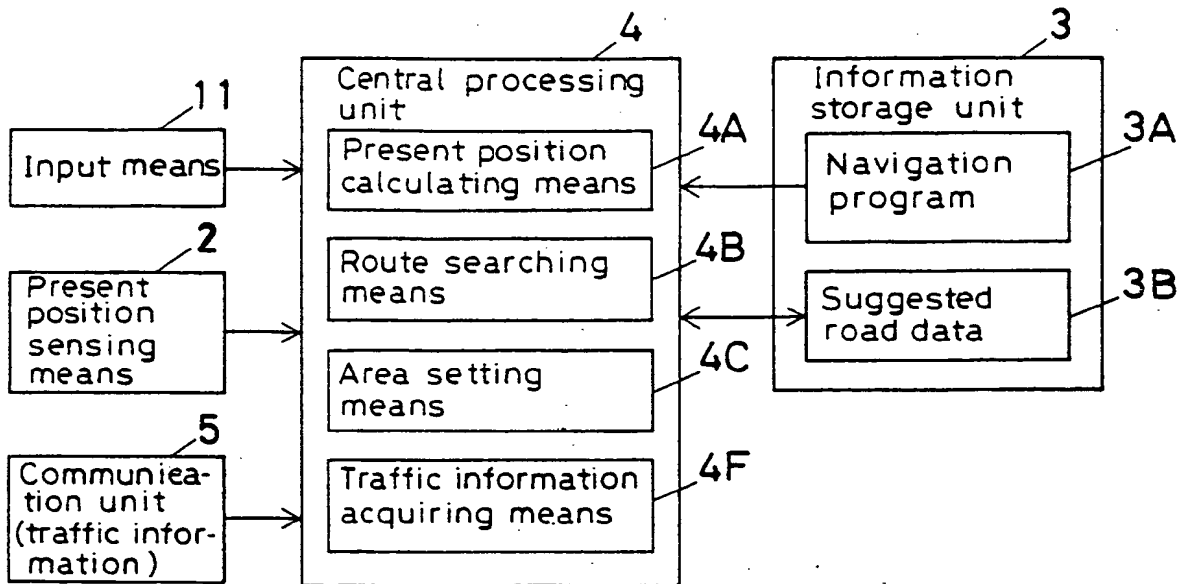 11
Input means
2
Present
position
sensing
means
5
Communica-
tion unit
(traffic infor-
mation)
4
Central processing
unit
4A
Present position
calculating means
4B
Route searching
means
4C
Area setting
means
4F
Traffic information
acquiring means
3
Information
storage unit
3A
Navigation
program
3B
Suggested
road data